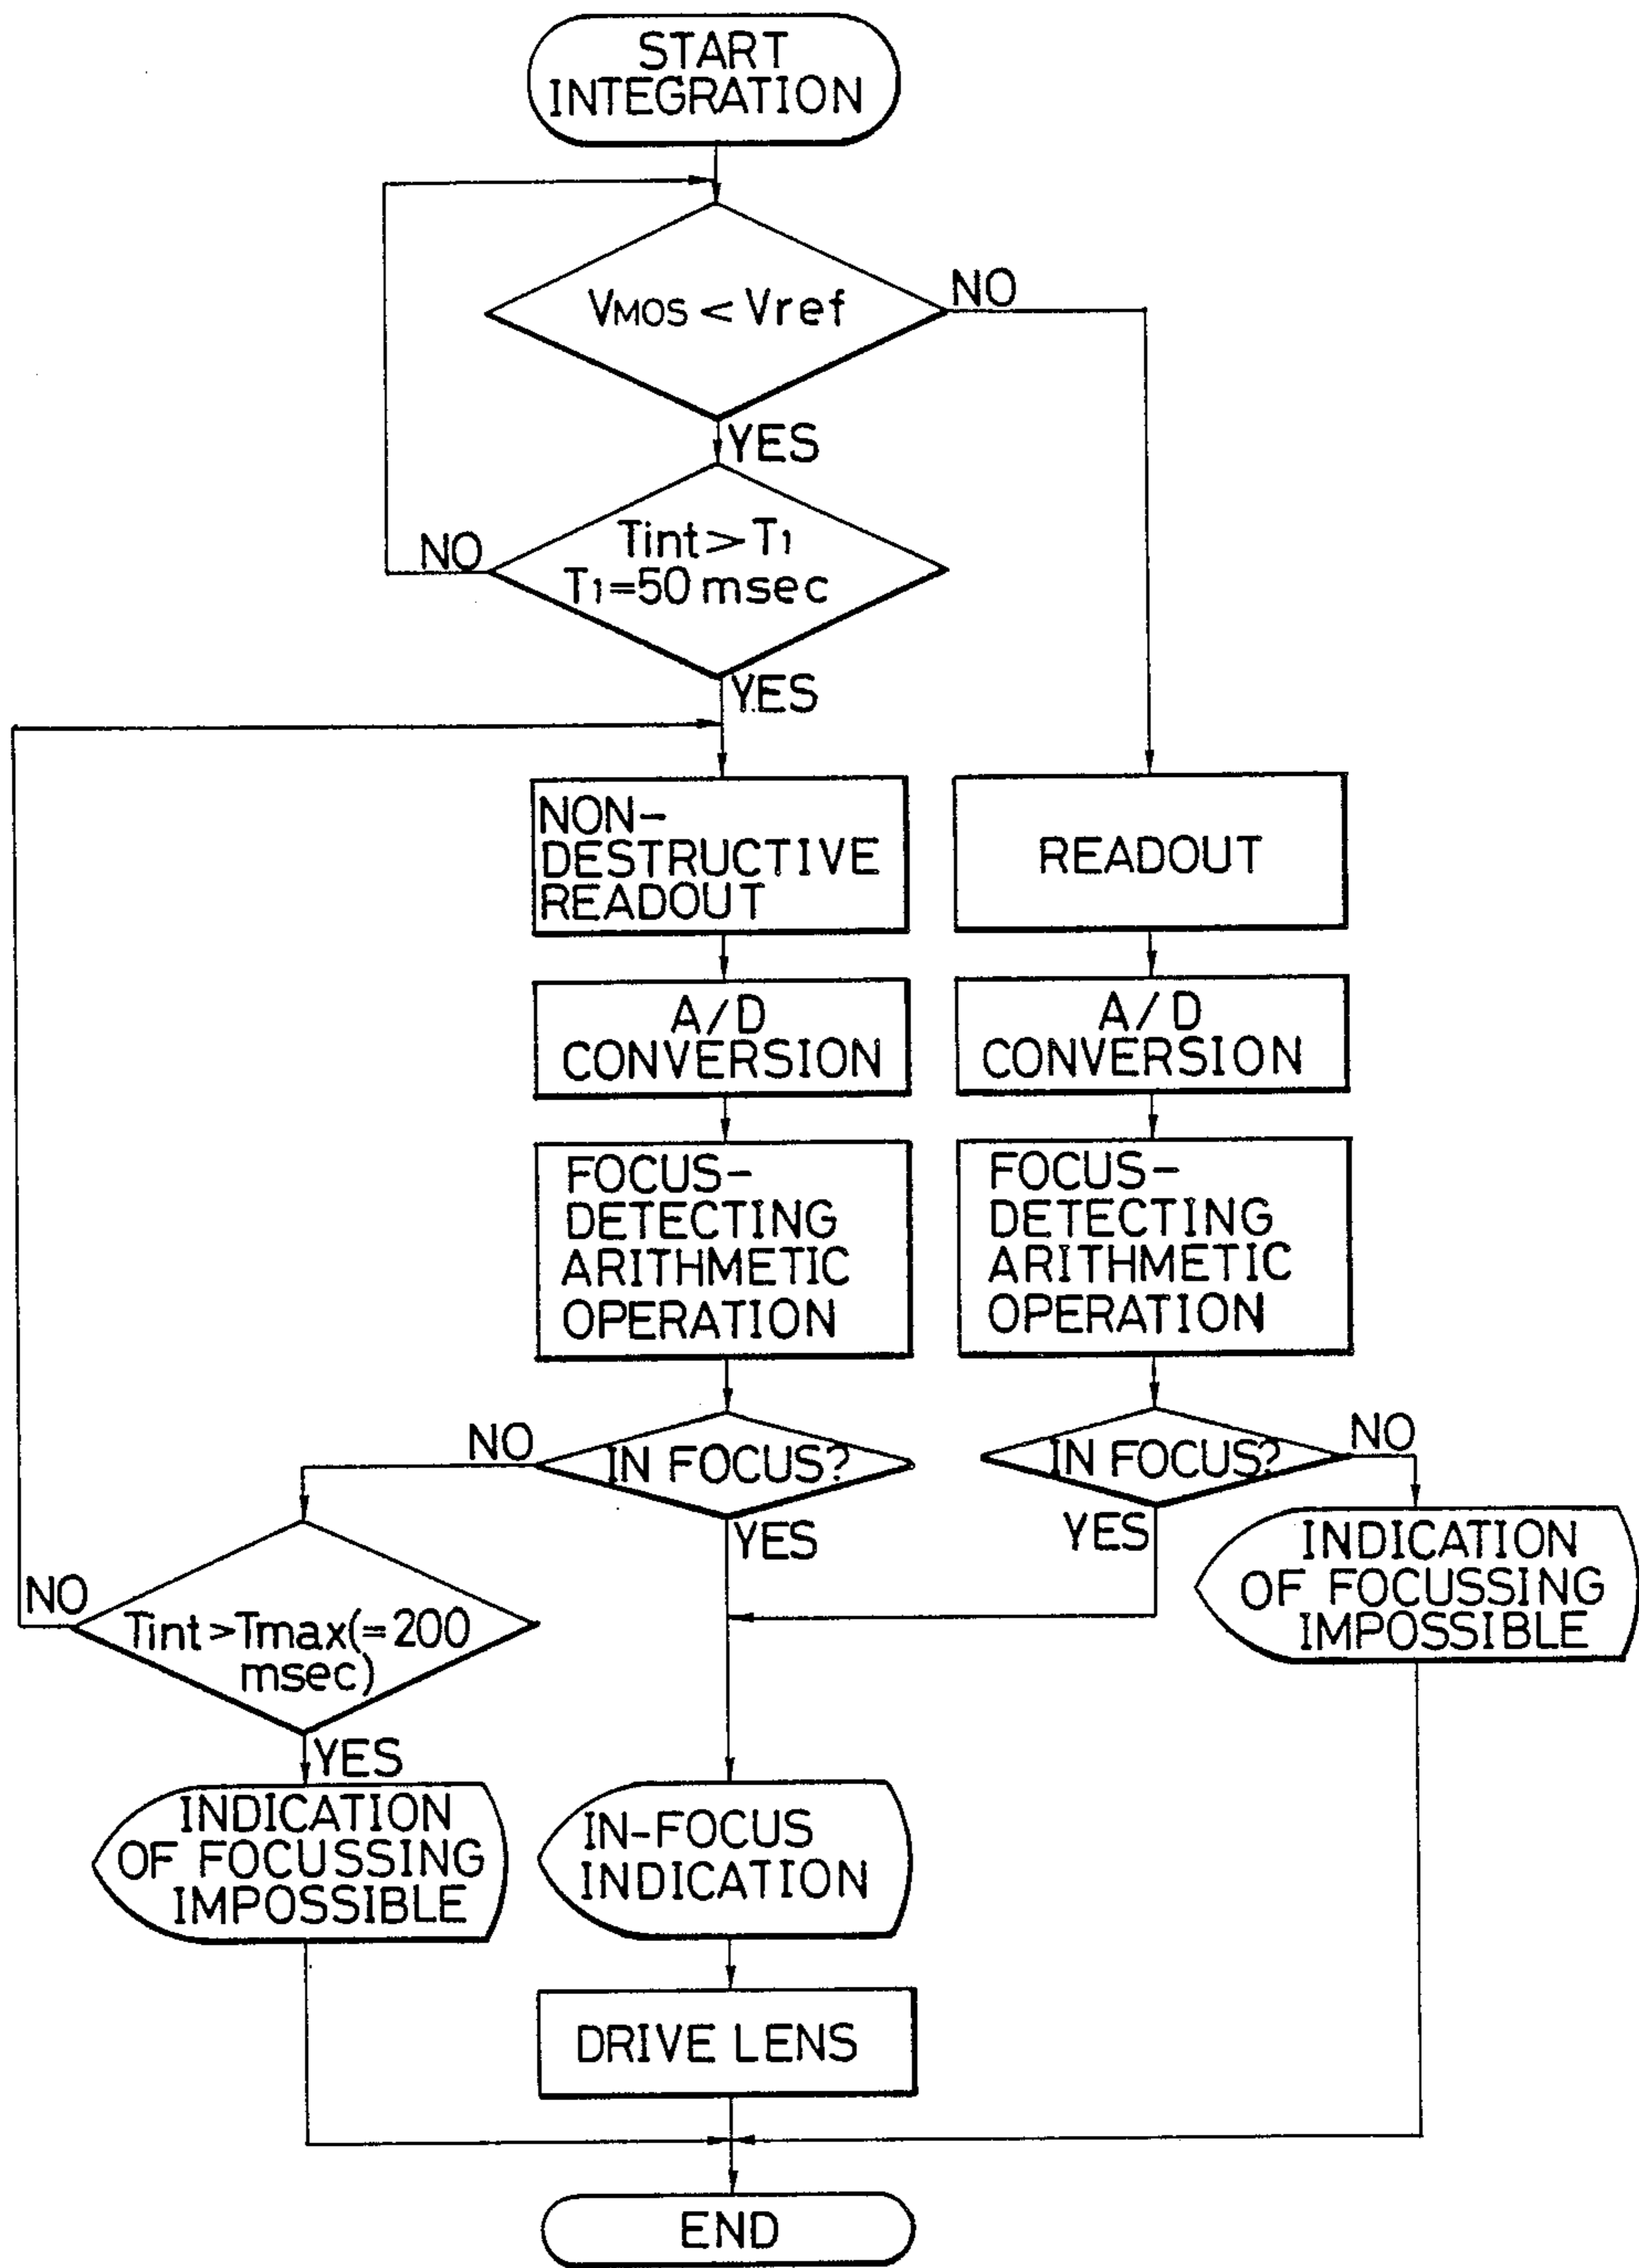 START
INTEGRATION
VMOS < Vref
NO
YES
Tint > T1
T1=50 msec
NO
YES
NON-
DESTRUCTIVE
READOUT
READOUT
A/D
CONVERSION
A/D
CONVERSION
FOCUS-
DETECTING
ARITHMETIC
OPERATION
FOCUS-
DETECTING
ARITHMETIC
OPERATION
NO
IN FOCUS?
YES
IN FOCUS?
NO
YES
INDICATION
OF FOCUSSING
IMPOSSIBLE
NO
Tint > Tmax(=200
msec)
YES
INDICATION
OF FOCUSSING
IMPOSSIBLE
IN-FOCUS
INDICATION
DRIVE LENS
END